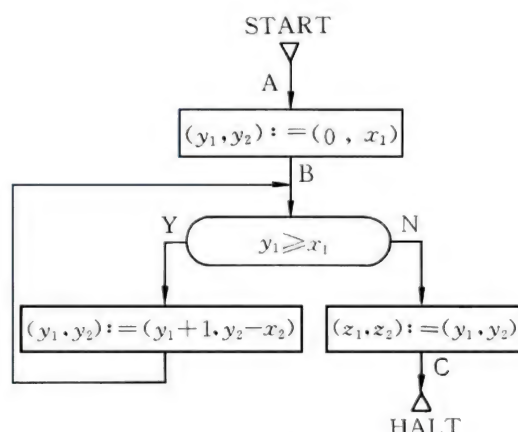 START
A
(y₁,y₂):=(0,x₁)
B
Y
N
y₁⩾x₁
(y₁,y₂):=(y₁+1,y₂-x₂)
(z₁,z₂):=(y₁,y₂)
C
HALT